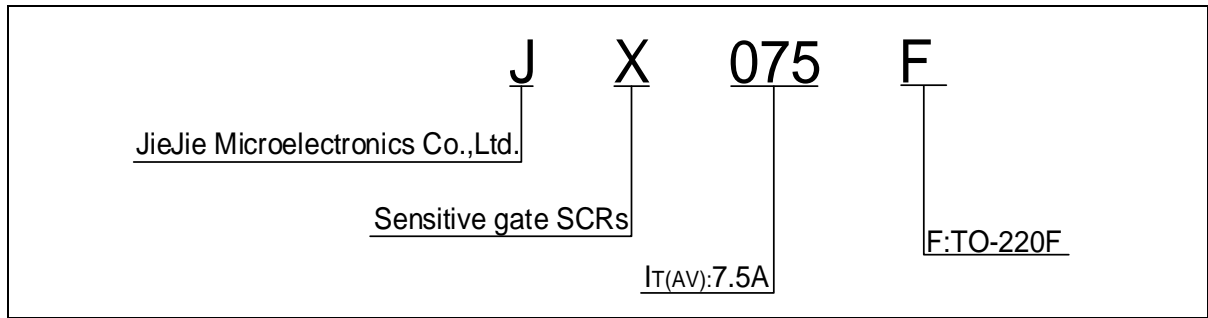 J X 075 F
JieJie Microelectronics Co.,Ltd.
Sensitive gate SCRs
F:TO-220F
IT(AV):7.5A